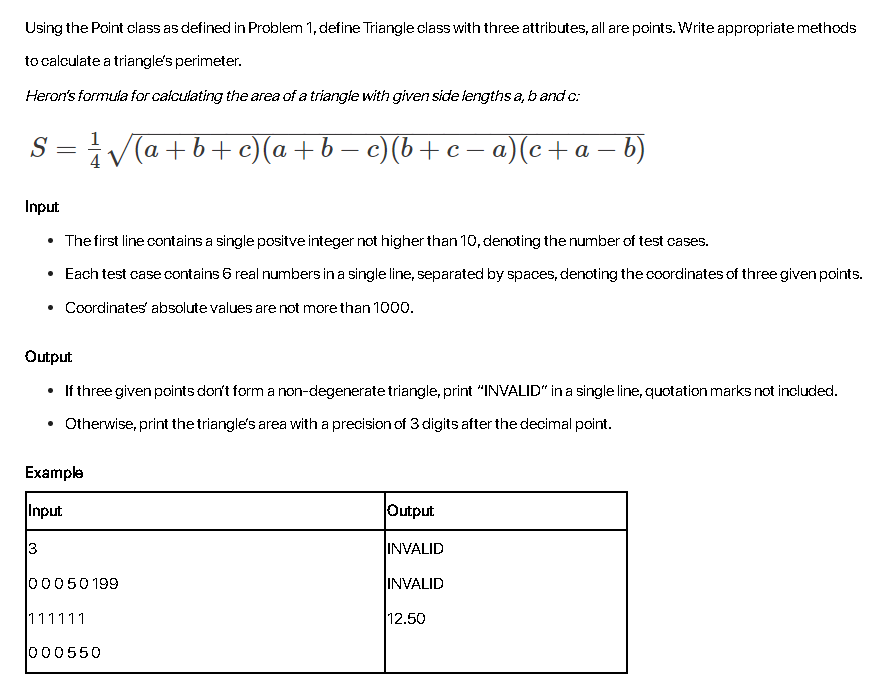 Using the Point class as defined in Problem 1, define Triangle class with three attributes, all are points. Write appropriate methods
to calculate a triangle's perimeter.
Heron's formula for calculating the area of a triangle with given side lengths a, b and c:
S = 1/4 √(a + b + c)(a + b − c)(b + c − a)(c + a − b)
Input
• The first line contains a single positve integer not higher than 10, denoting the number of test cases.
• Each test case contains 6 real numbers in a single line, separated by spaces, denoting the coordinates of three given points.
• Coordinates' absolute values are not more than 1000.
Output
• If three given points don't form a non-degenerate triangle, print "INVALID" in a single line, quotation marks not included.
• Otherwise, print the triangle's area with a precision of 3 digits after the decimal point.
Example
Input Output
3 INVALID
0 0 0 5 0 199 INVALID
1 1 1 1 1 1 12.50
0 0 0 5 5 0